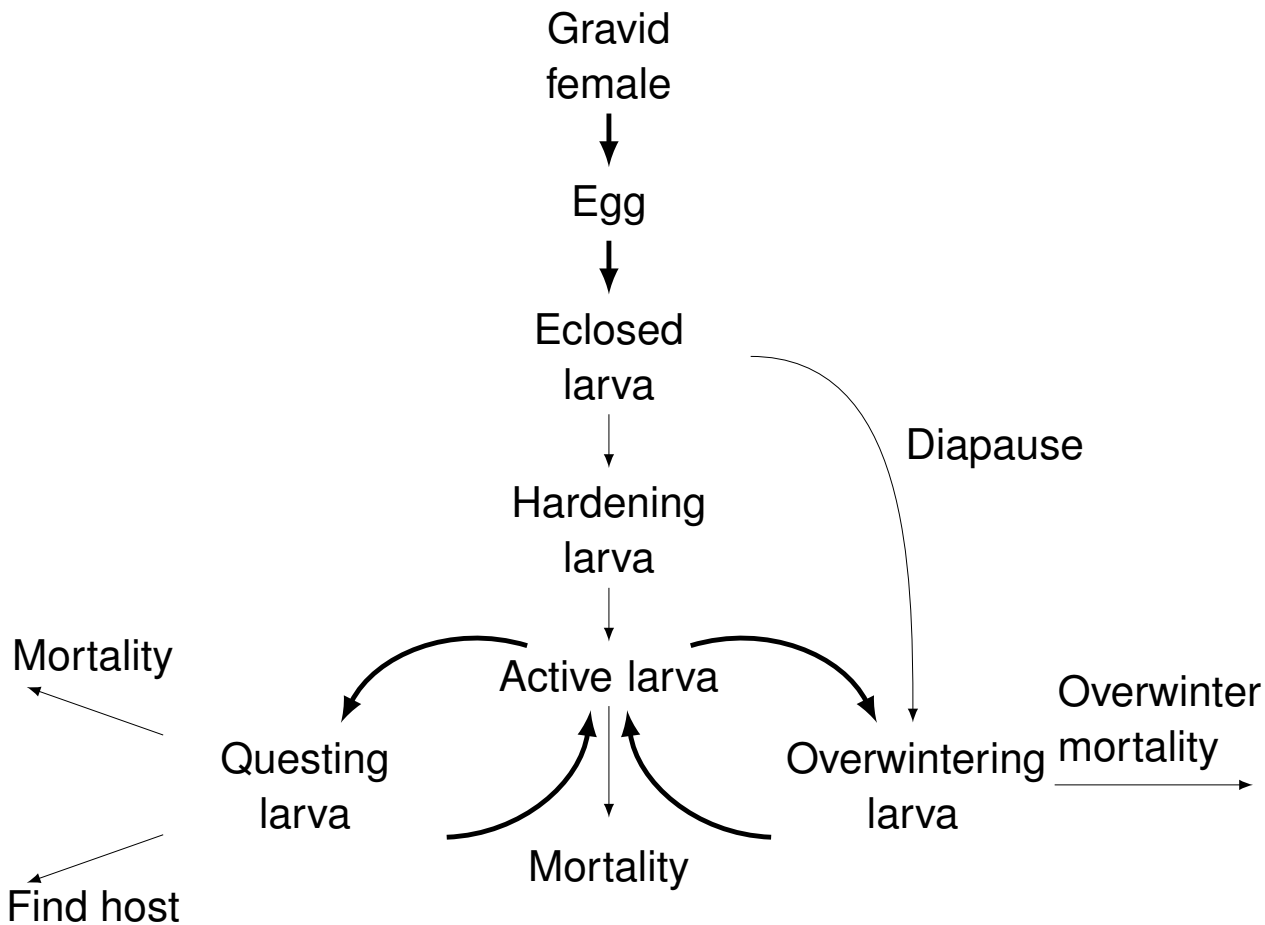 Gravid
female
Egg
Eclosed
larva
Diapause
Hardening
larva
Mortality
Active larva
Overwinter
mortality
Questing
larva
Overwintering
larva
Mortality
Find host